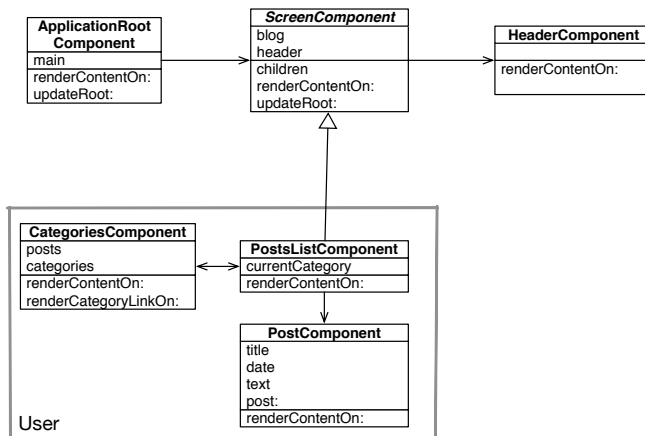 ApplicationRoot
Component
main
renderContentOn:
updateRoot:
ScreenComponent
blog
header
children
renderContentOn:
updateRoot:
HeaderComponent
renderContentOn:
CategoriesComponent
posts
categories
renderContentOn:
renderCategoryLinkOn:
PostsListComponent
currentCategory
renderContentOn:
PostComponent
title
date
text
post:
renderContentOn:
User